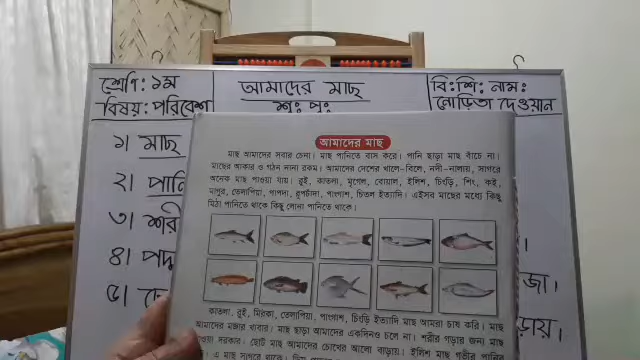 শ্রেণি: ১ম
বিষয়: পরিবেশ
আমাদের মাছ
শূ: পূ:
বি: শি: নাম:
লোড়িতা দেওয়ান
১। মাছ
২। পানি
৩। শরী
৪। পদ্ম
৫।
জা।
ড়ায়।
আমাদের মাছ
মাছ আমাদের সবার চেনা। মাছ পানিতে বাস করে। পানি ছাড়া মাছ বাঁচে না।
মাছের আকার ও গঠন নানা রকম। আমাদের দেশের খালে-বিলে, নদী-নালায়, সাগরে
অনেক মাছ পাওয়া যায়। রুই, কাতলা, মৃগেল, বোয়াল, ইলিশ, চিংড়ি, শিং, কই,
মাগুর, তেলাপিয়া, পাবদা, রূপচাঁদা, পাংগাশ, চিতল ইত্যাদি। এইসব মাছের মধ্যে কিছু
মিঠা পানিতে থাকে কিছু লোনা পানিতে থাকে।
কাতলা, রুই, মিরকা, তেলাপিয়া, পাংগাশ, চিংড়ি ইত্যাদি মাছ আমরা চাষ করি। মাছ
আমাদের মজার খাবার। মাছ ছাড়া আমাদের একদিনও চলে না। শরীর গড়ার জন্য মাছ
দরকার। ছোট মাছ আমাদের চোখের আলো বাড়ায়। ইলিশ মাছ গভীর পানির
মাছ